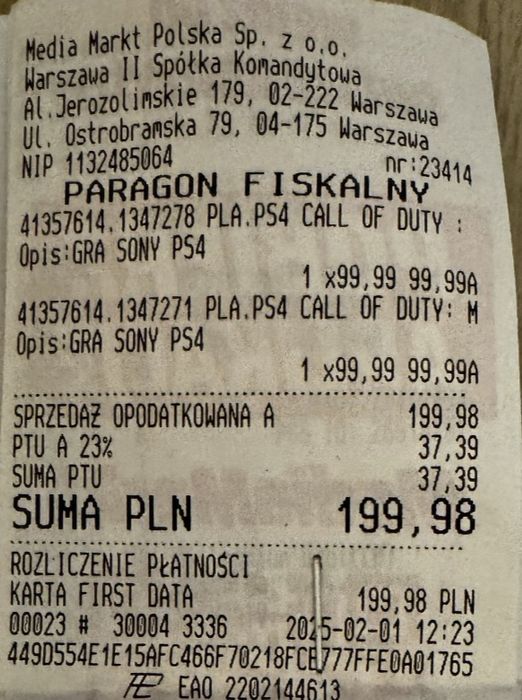 Media Markt Polska Sp. z o.o.
Warszawa II Spółka Komandytowa
Al.Jerozolimskie 179, 02-222 Warszawa
Ul. Ostrobramska 79, 04-175 Warszawa
NIP 1132485064 nr:23414
PARAGON FISKALNY
41357614.1347278 PLA.PS4 CALL OF DUTY :
Opis:GRA SONY PS4
1 x99,99 99,99A
41357614.1347271 PLA.PS4 CALL OF DUTY: M
Opis:GRA SONY PS4
1 x99,99 99,99A
SPRZEDAŻ OPODATKOWANA A 199,98
PTU A 23% 37,39
SUMA PTU 37,39
SUMA PLN 199,98
ROZLICZENIE PŁATNOŚCI
KARTA FIRST DATA 199,98 PLN
00023 # 30004 3336 2025-02-01 12:23
449D554E1E15AFC466F70218FCE777FFE0A01765
EAO 2202144613